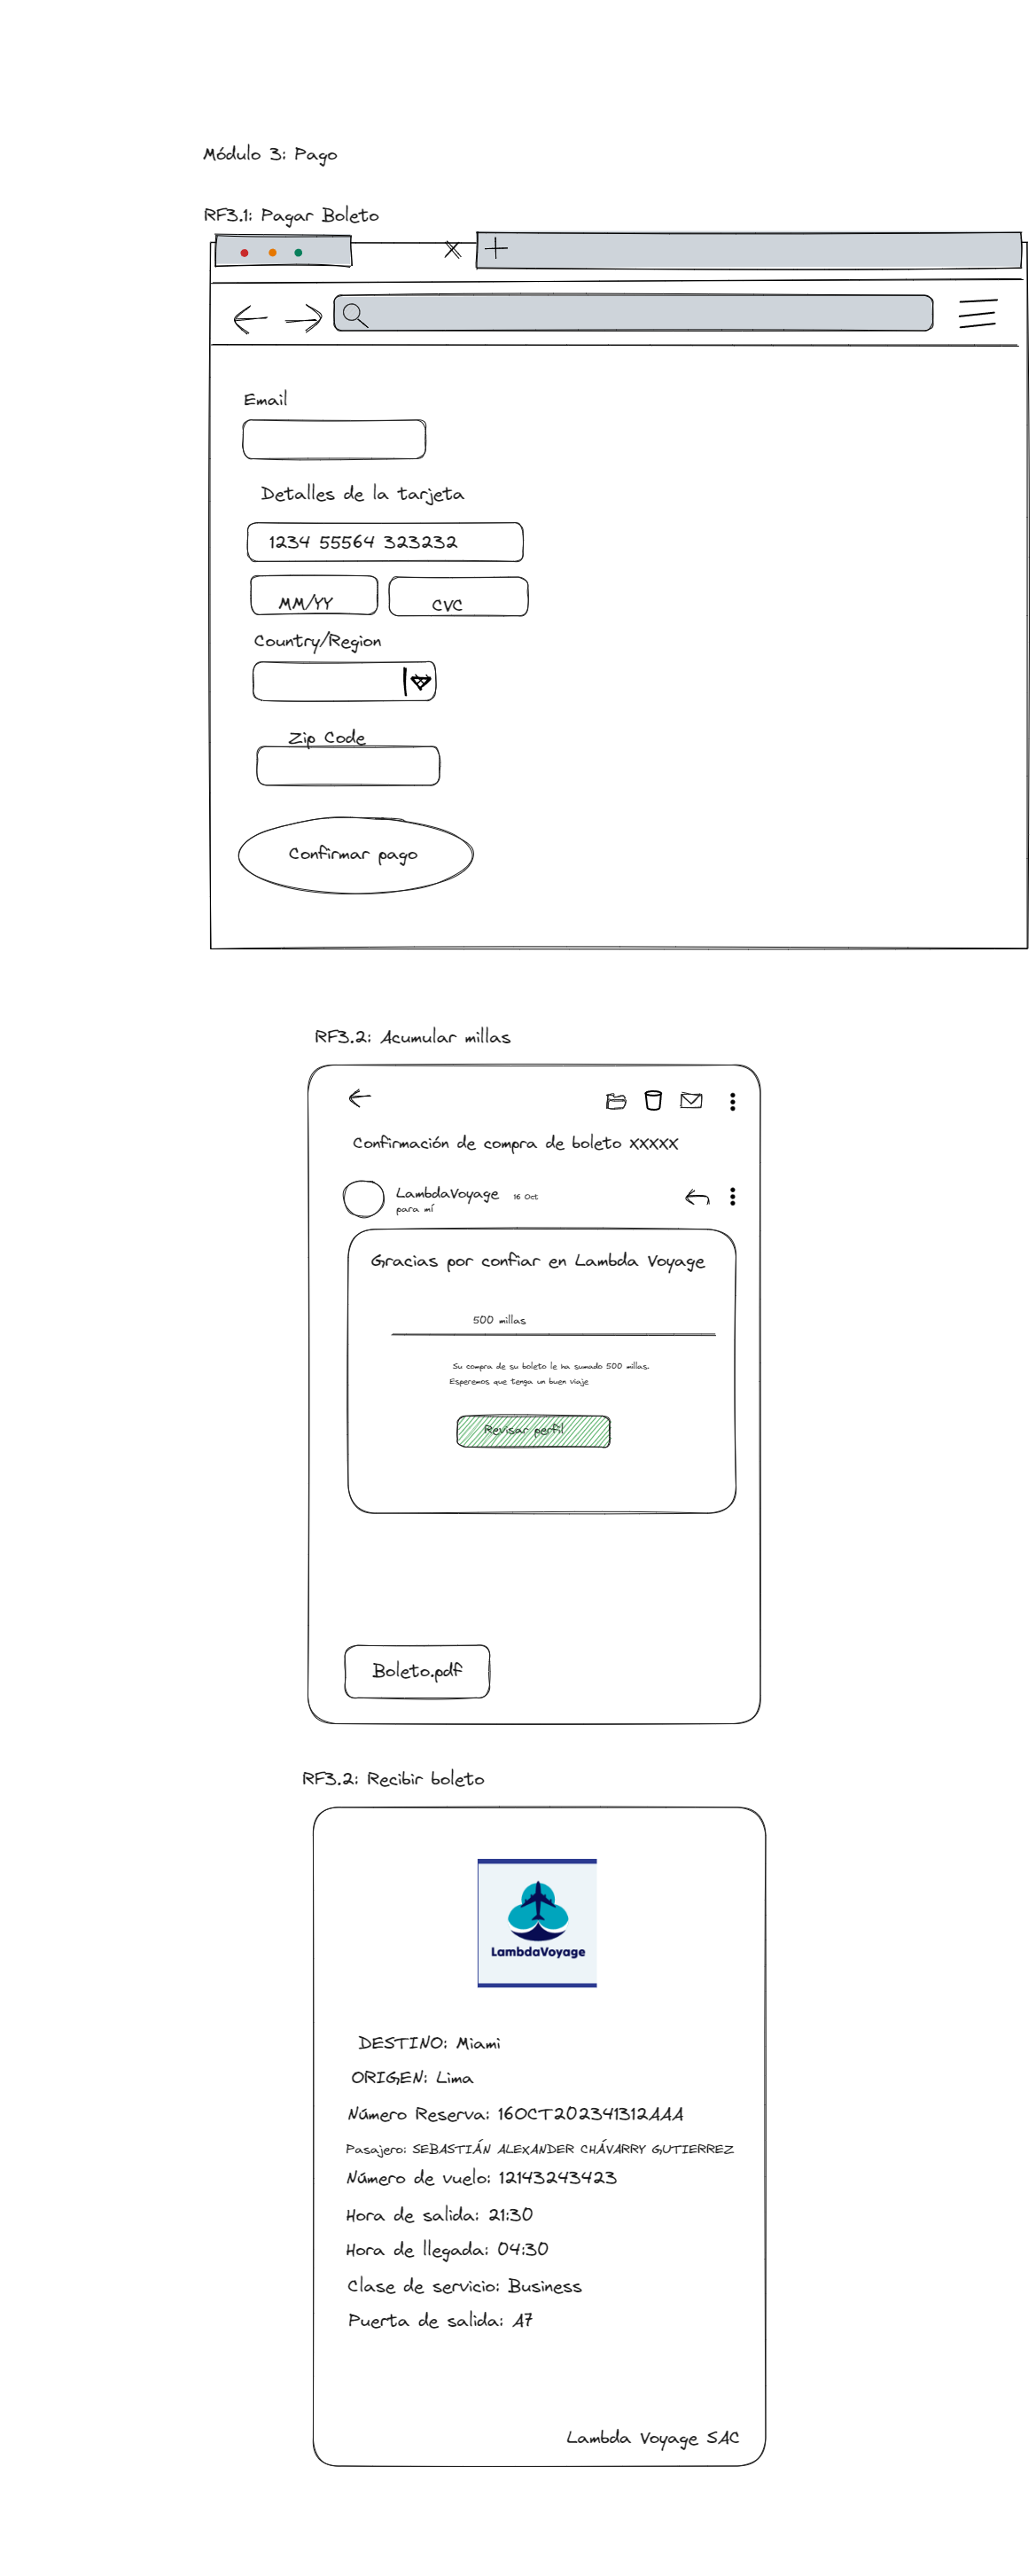 Módulo 3: Pago
RF3.1: Pagar Boleto
Email
Detalles de la tarjeta
1234 55564 323232
MM/YY
CVC
Country/Region
Zip Code
Confirmar pago
RF3.2: Acumular millas
Confirmación de compra de boleto XXXXX
LambdaVoyage 16 Oct
para mí
Gracias por confiar en Lambda Voyage
500 millas
Su compra de su boleto le ha sumado 500 millas.
Esperemos que tenga un buen viaje
Revisar perfil
Boleto.pdf
RF3.2: Recibir boleto
LambdaVoyage
DESTINO: Miami
ORIGEN: Lima
Número Reserva: 16OCT202341312AAA
Pasajero: SEBASTIÁN ALEXANDER CHÁVARRY GUTIERREZ
Número de vuelo: 12143243423
Hora de salida: 21:30
Hora de llegada: 04:30
Clase de servicio: Business
Puerta de salida: A7
Lambda Voyage SAC